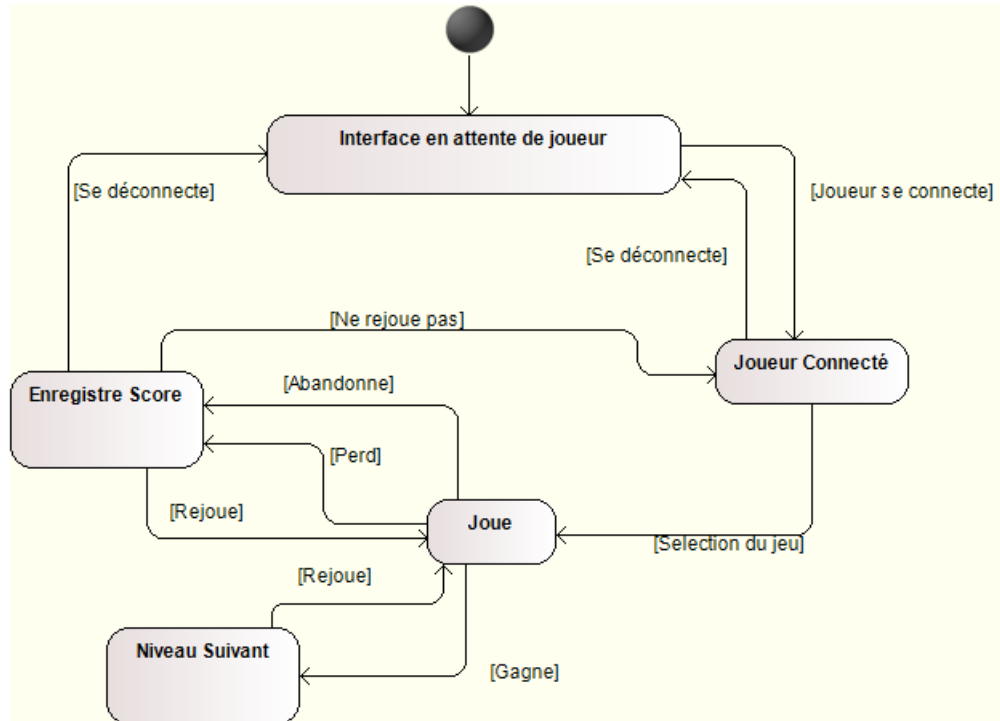 Interface en attente de joueur
[Se déconnecte]
[Joueur se connecte]
[Se déconnecte]
[Ne rejoue pas]
Joueur Connecté
Enregistre Score
[Abandonne]
[Perd]
[Rejoue]
Joue
[Selection du jeu]
[Rejoue]
Niveau Suivant
[Gagne]